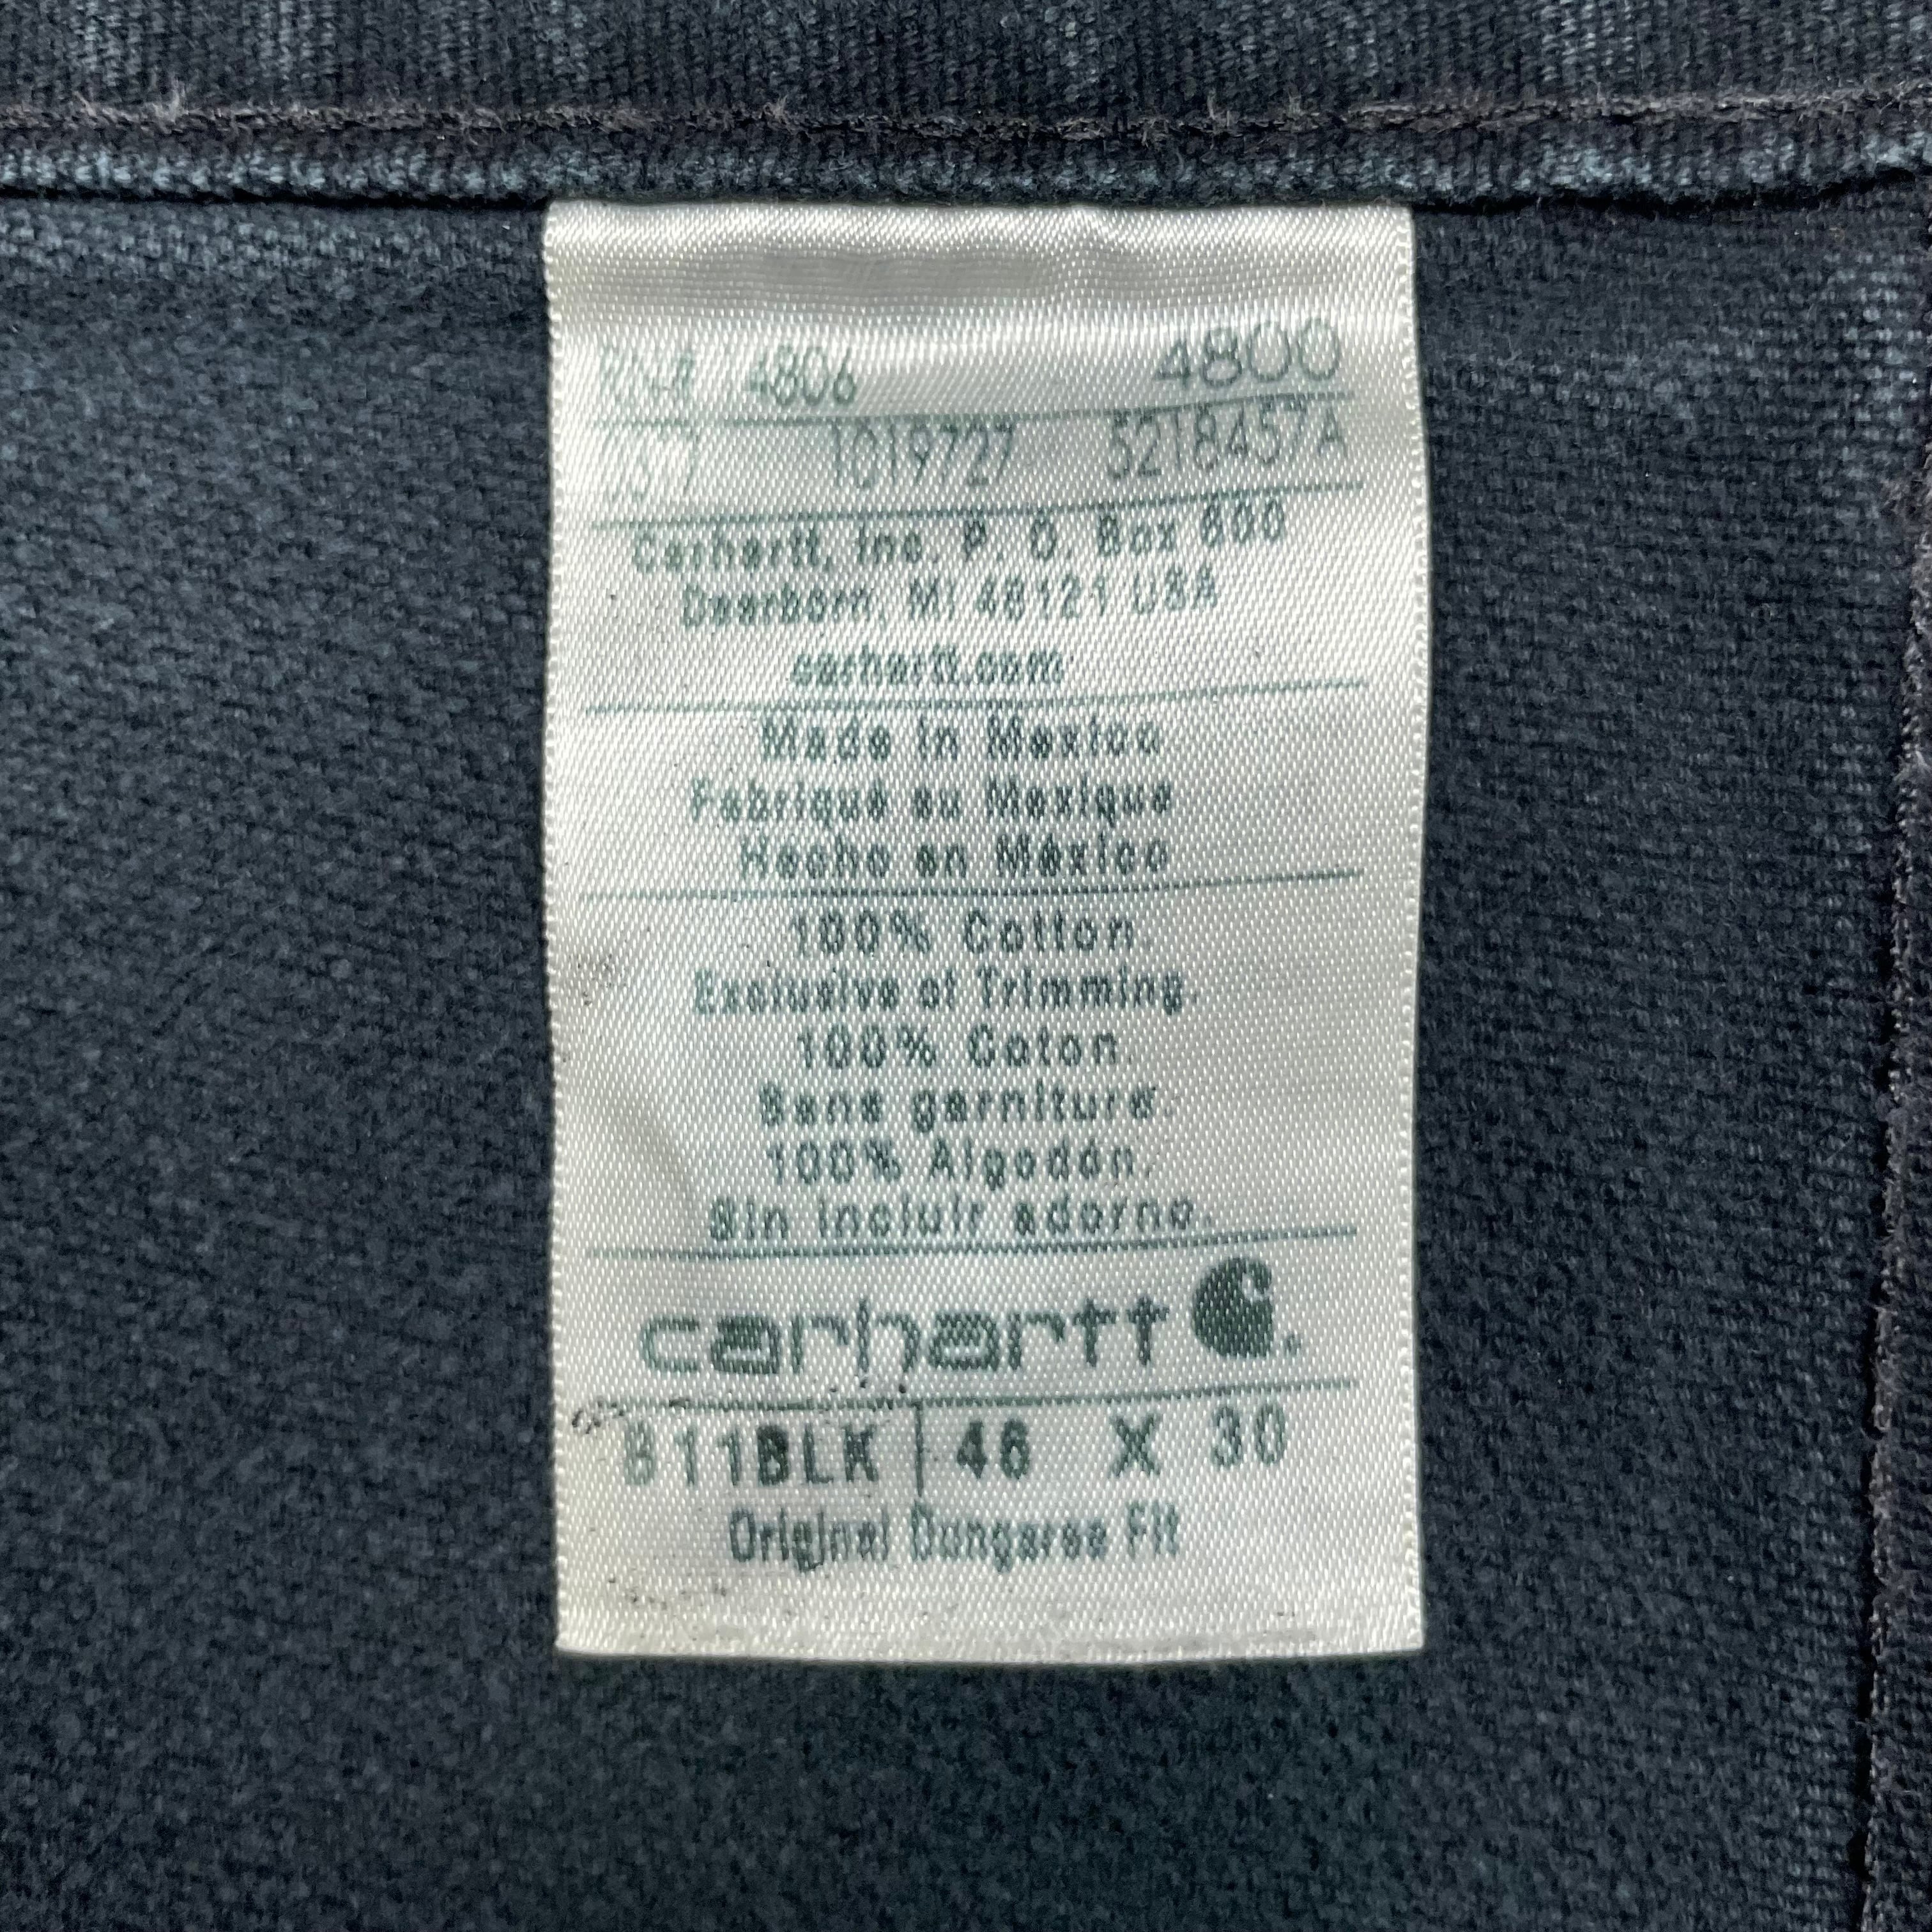 RN# 4806 4800
1019727 5218457A
Carhartt, Inc. P. O. Box 600
Dearborn, MI 48121 USA
carhartt.com
Made in Mexico
Fabriqué au Mexique
Hecho en México
100% Cotton.
Exclusive of Trimming.
100% Coton.
Sans garniture.
100% Algodón.
Sin incluir adorno.
carhartt
B11BLK 46 X 30
Original Dungaree Fit